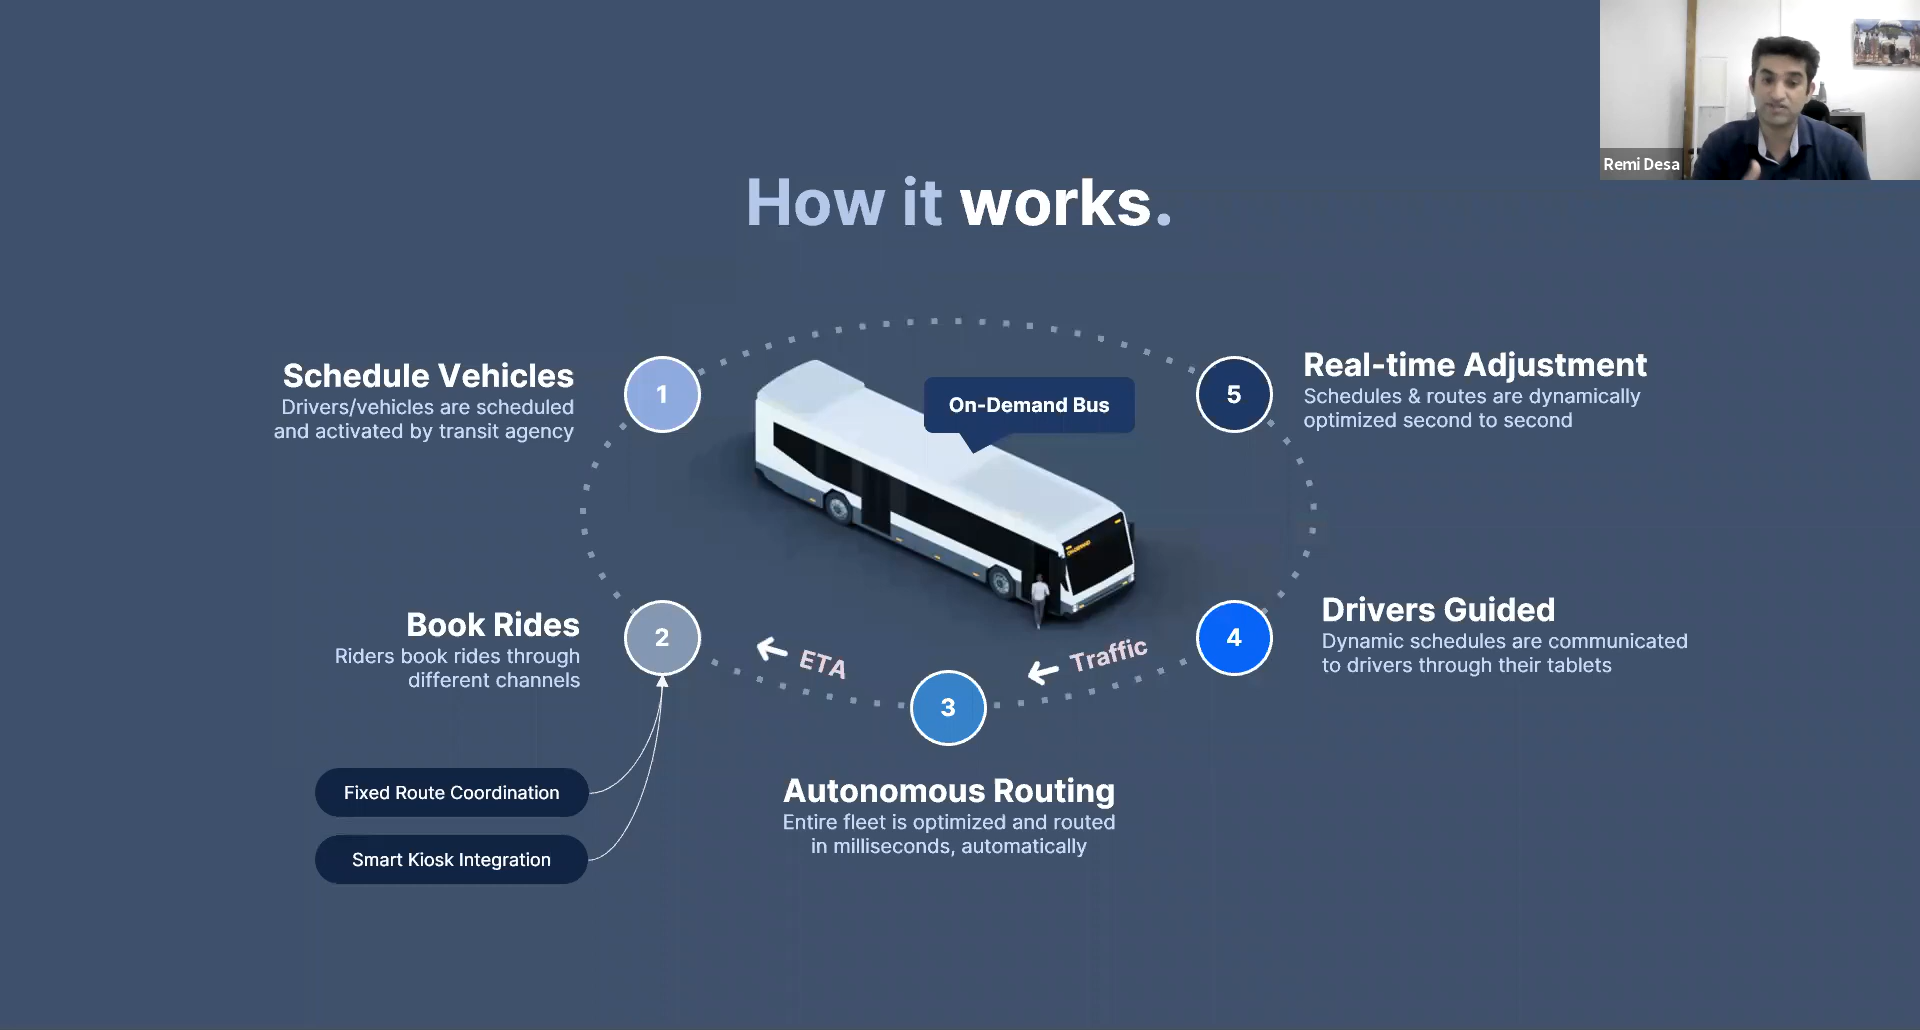 Remi Desa
How it works.
1
Schedule Vehicles
Drivers/vehicles are scheduled
and activated by transit agency
On-Demand Bus
5
Real-time Adjustment
Schedules & routes are dynamically
optimized second to second
2
Book Rides
Riders book rides through
different channels
ETA
Traffic
4
Drivers Guided
Dynamic schedules are communicated
to drivers through their tablets
3
Autonomous Routing
Entire fleet is optimized and routed
in milliseconds, automatically
Fixed Route Coordination
Smart Kiosk Integration